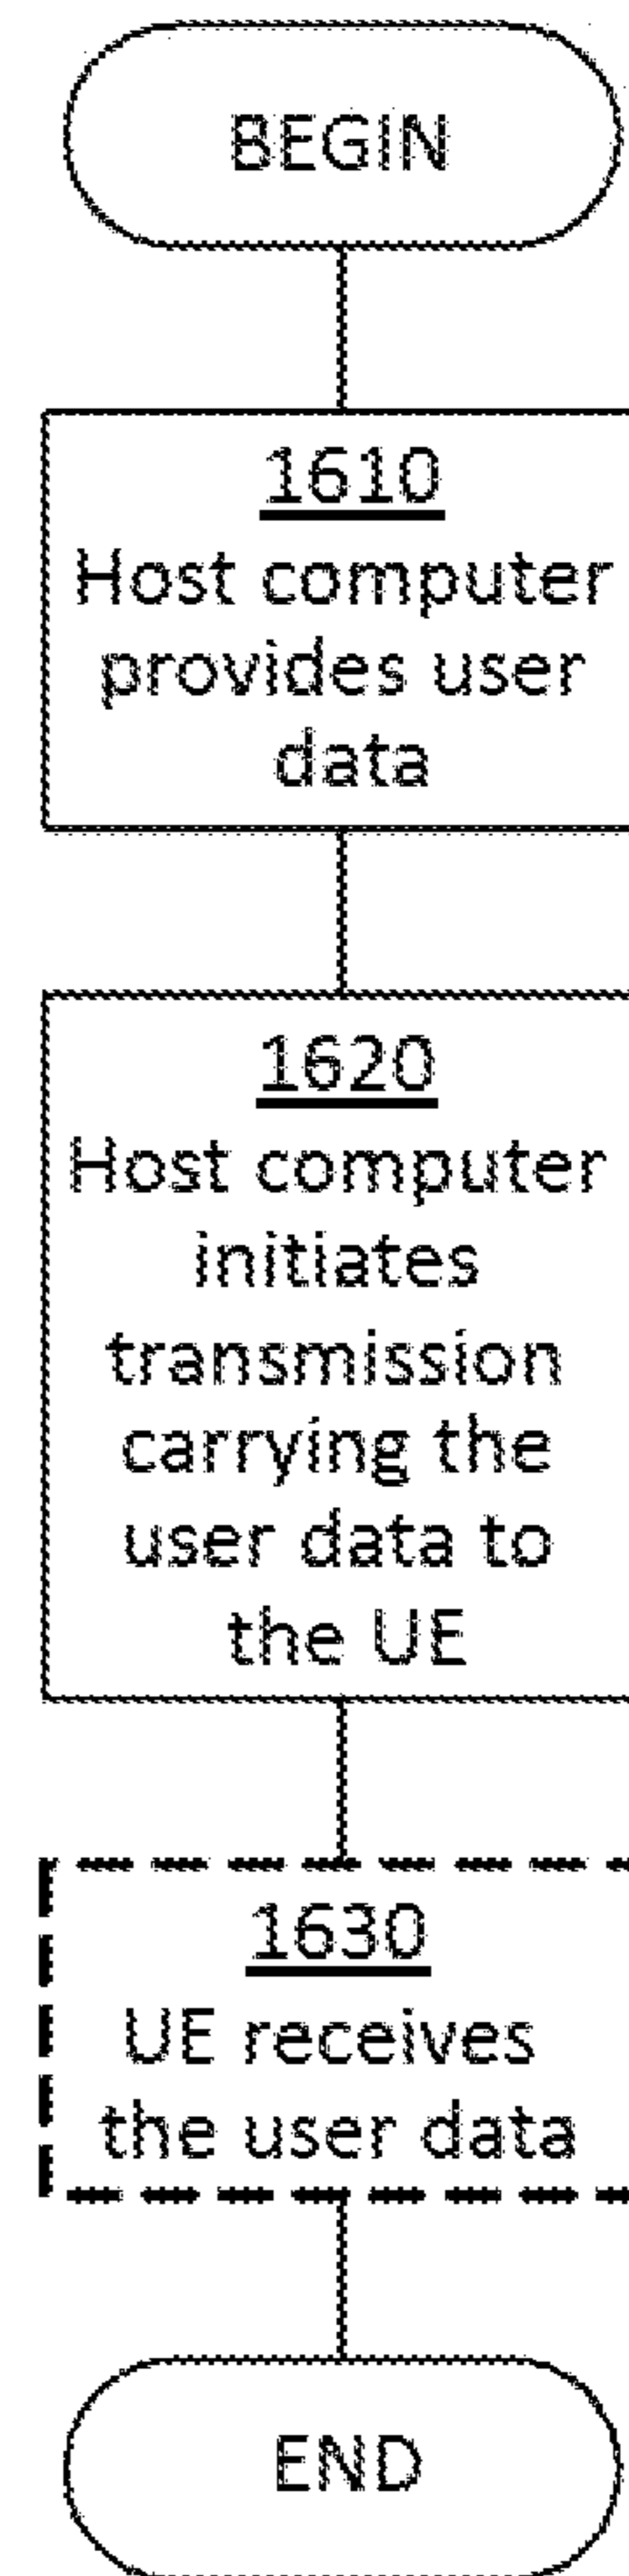 BEGIN
1610
Host computer
provides user
data
1620
Host computer
initiates
transmission
carrying the
user data to
the UE
1630
UE receives
the user data
END